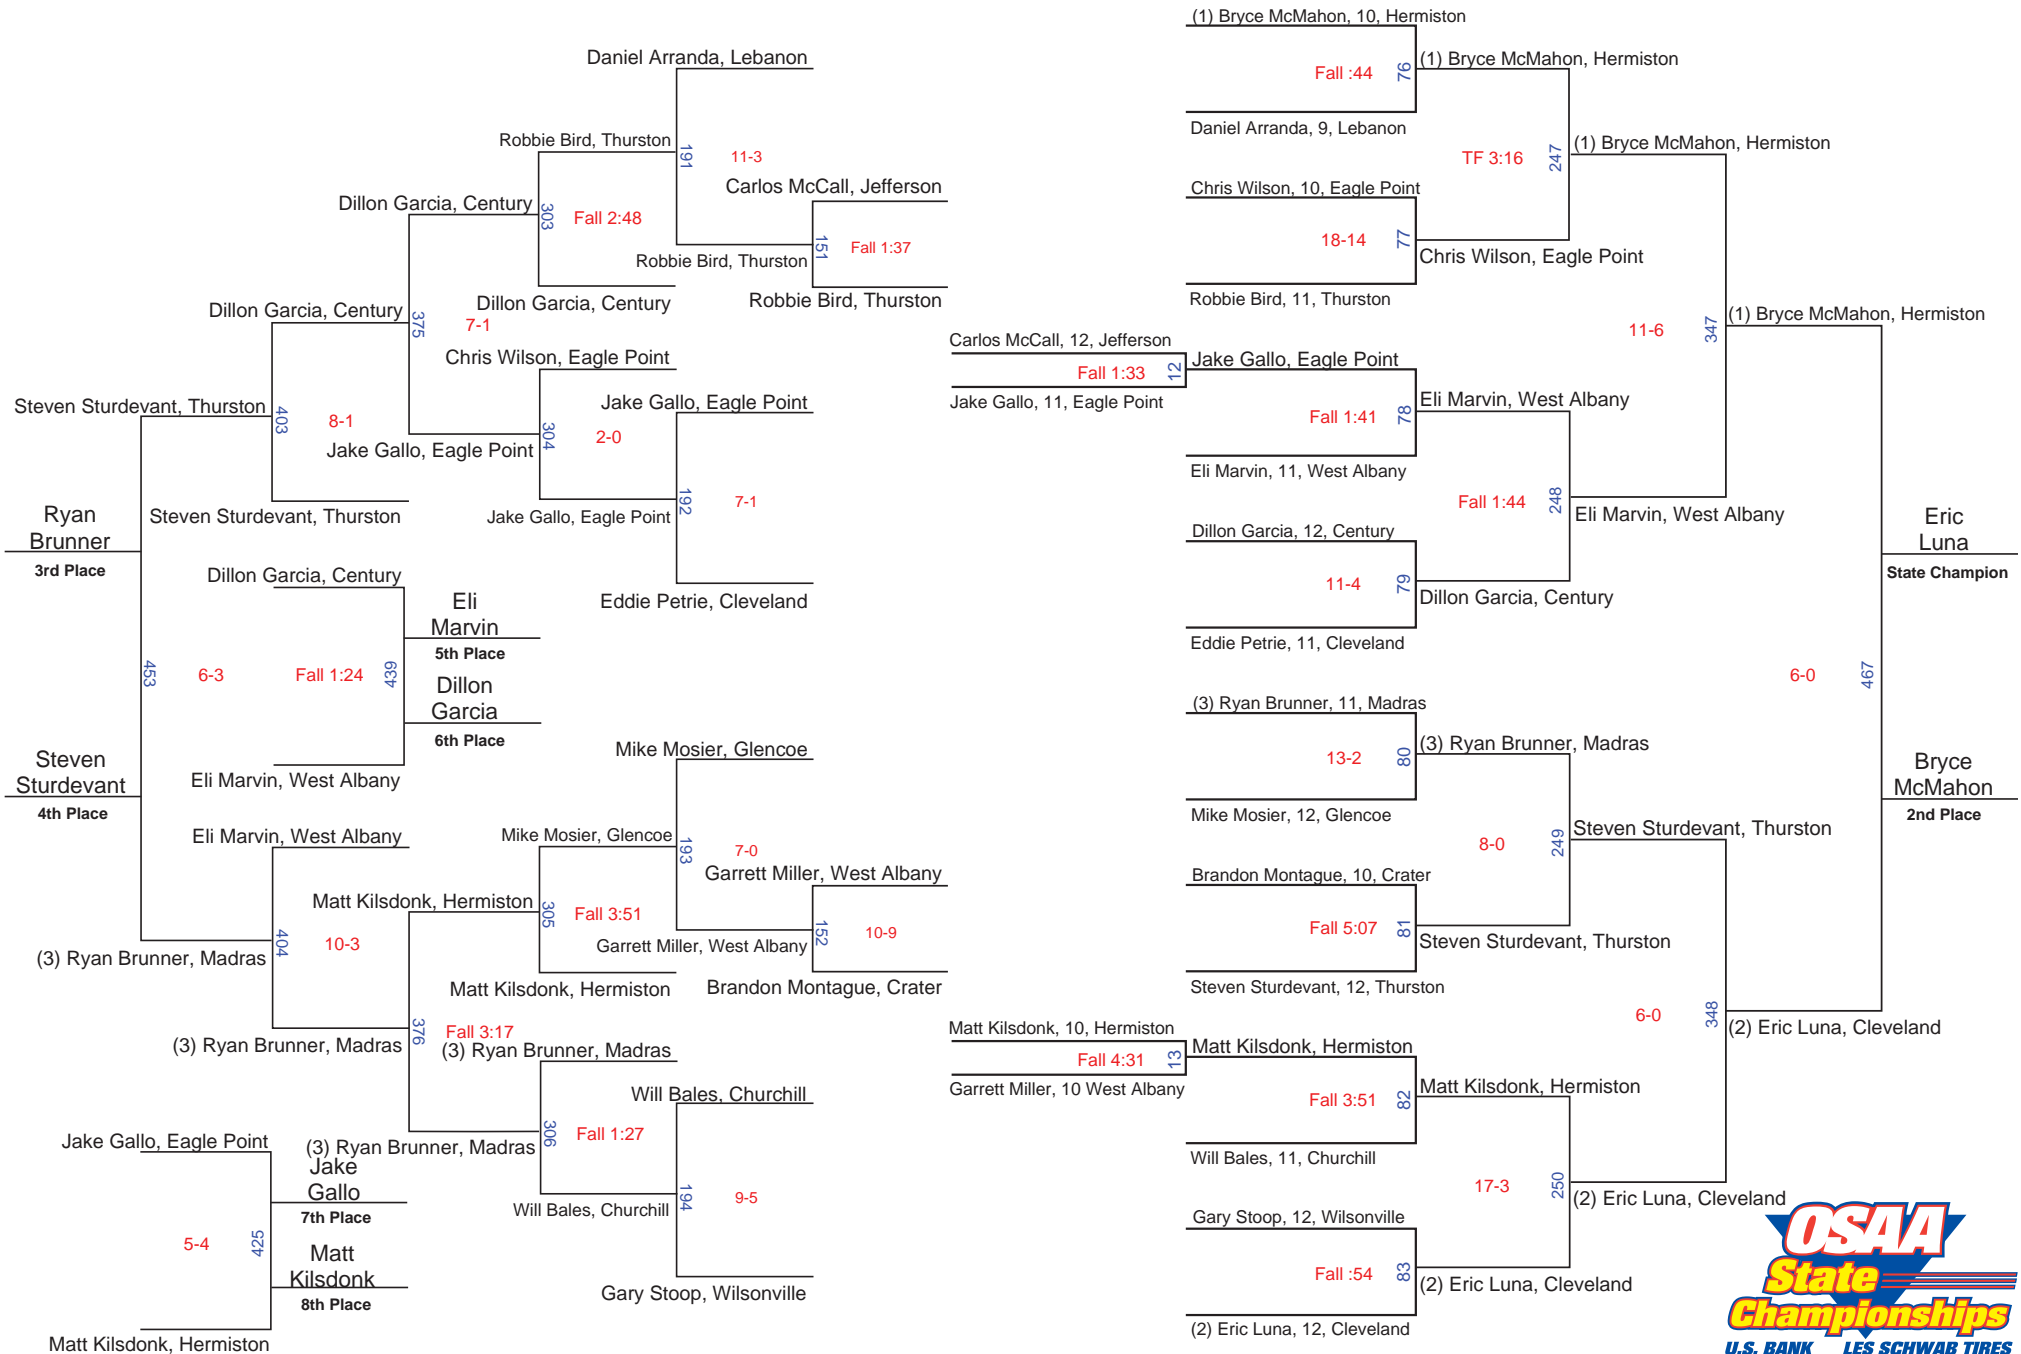 (1) Bryce McMahon, 10, Hermiston
Fall :44
76
Daniel Arranda, 9, Lebanon
(1) Bryce McMahon, Hermiston
TF 3:16
247
Chris Wilson, 10, Eagle Point
18-14
77
Robbie Bird, 11, Thurston
Chris Wilson, Eagle Point
(1) Bryce McMahon, Hermiston
11-6
347
Carlos McCall, 12, Jefferson
Fall 1:33
12
Jake Gallo, 11, Eagle Point
Jake Gallo, Eagle Point
Fall 1:41
78
Eli Marvin, 11, West Albany
Eli Marvin, West Albany
Fall 1:44
248
Dillon Garcia, 12, Century
11-4
79
Eddie Petrie, 11, Cleveland
Dillon Garcia, Century
Eli Marvin, West Albany
(1) Bryce McMahon, Hermiston
6-0
467
Eric
Luna
State Champion
Bryce
McMahon
2nd Place
(3) Ryan Brunner, 11, Madras
13-2
80
Mike Mosier, 12, Glencoe
(3) Ryan Brunner, Madras
8-0
249
Brandon Montague, 10, Crater
Fall 5:07
81
Steven Sturdevant, 12, Thurston
Steven Sturdevant, Thurston
Steven Sturdevant, Thurston
6-0
348
Matt Kilsdonk, 10, Hermiston
Fall 4:31
13
Garrett Miller, 10 West Albany
Matt Kilsdonk, Hermiston
Fall 3:51
82
Will Bales, 11, Churchill
Matt Kilsdonk, Hermiston
17-3
250
Gary Stoop, 12, Wilsonville
Fall :54
83
(2) Eric Luna, 12, Cleveland
(2) Eric Luna, Cleveland
(2) Eric Luna, Cleveland
(2) Eric Luna, Cleveland
Daniel Arranda, Lebanon
191
11-3
Carlos McCall, Jefferson
151
Fall 1:37
Robbie Bird, Thurston
Robbie Bird, Thurston
Robbie Bird, Thurston
303
Fall 2:48
Dillon Garcia, Century
Dillon Garcia, Century
375
7-1
Chris Wilson, Eagle Point
304
2-0
Jake Gallo, Eagle Point
192
7-1
Eddie Petrie, Cleveland
Jake Gallo, Eagle Point
Jake Gallo, Eagle Point
Dillon Garcia, Century
403
8-1
Steven Sturdevant, Thurston
Steven Sturdevant, Thurston
453
6-3
Ryan
Brunner
3rd Place
Steven
Sturdevant
4th Place
Dillon Garcia, Century
Fall 1:24
439
Eli Marvin, West Albany
Eli
Marvin
5th Place
Dillon
Garcia
6th Place
Mike Mosier, Glencoe
193
7-0
Garrett Miller, West Albany
152
10-9
Brandon Montague, Crater
Garrett Miller, West Albany
Mike Mosier, Glencoe
305
Fall 3:51
Matt Kilsdonk, Hermiston
Matt Kilsdonk, Hermiston
376
Fall 3:17
(3) Ryan Brunner, Madras
306
Fall 1:27
Will Bales, Churchill
194
9-5
Gary Stoop, Wilsonville
Will Bales, Churchill
(3) Ryan Brunner, Madras
Eli Marvin, West Albany
404
10-3
(3) Ryan Brunner, Madras
(3) Ryan Brunner, Madras
Jake Gallo, Eagle Point
5-4
425
Matt Kilsdonk, Hermiston
Jake
Gallo
7th Place
Matt
Kilsdonk
8th Place
OSAA
State
Championships
U.S. BANK LES SCHWAB TIRES